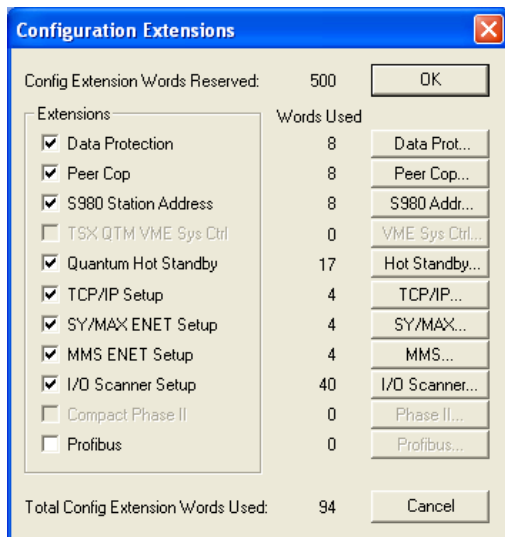 Configuration Extensions
Config Extension Words Reserved: 500 OK
Extensions Words Used
Data Protection 8 Data Prot...
Peer Cop 8 Peer Cop...
S980 Station Address 8 S980 Addr...
TSX QTM VME Sys Ctrl 0 VME Sys Ctrl...
Quantum Hot Standby 17 Hot Standby...
TCP/IP Setup 4 TCP/IP...
SY/MAX ENET Setup 4 SY/MAX...
MMS ENET Setup 4 MMS...
I/O Scanner Setup 40 I/O Scanner...
Compact Phase II 0 Phase II...
Profibus 0 Profibus...
Total Config Extension Words Used: 94 Cancel